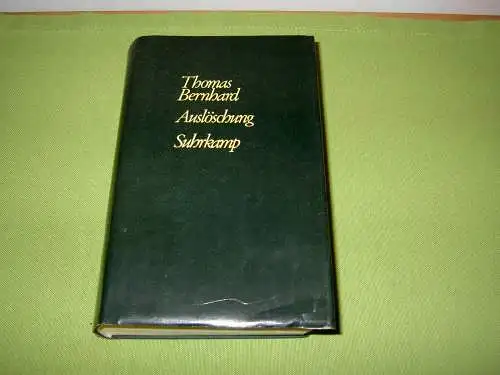 Thomas
Bernhard
Auslöschung
Suhrkamp